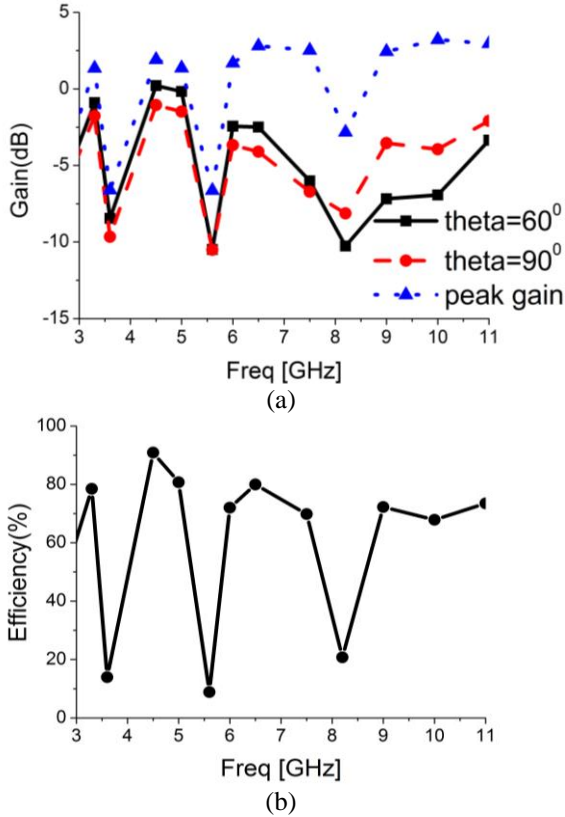 5
0
-5
-10
-15
Gain(dB)
theta=60⁰
theta=90⁰
peak gain
3 4 5 6 7 8 9 10 11
Freq [GHz]
(a)
100
80
60
40
20
0
Efficiency(%)
3 4 5 6 7 8 9 10 11
Freq [GHz]
(b)